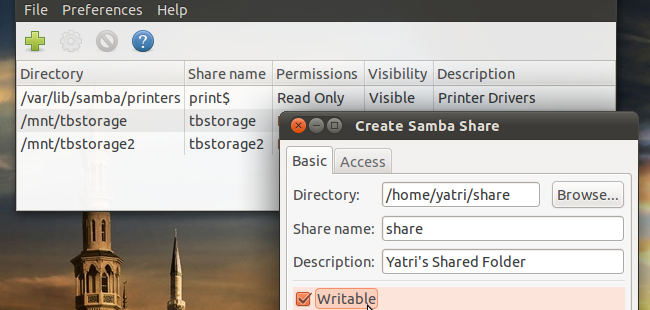 File Preferences Help
Directory Share name Permissions Visibility Description
/var/lib/samba/printers print$ Read Only Visible Printer Drivers
/mnt/tbstorage tbstorage
/mnt/tbstorage2 tbstorage2
Create Samba Share
Basic Access
Directory: /home/yatri/share Browse...
Share name: share
Description: Yatri's Shared Folder
Writable